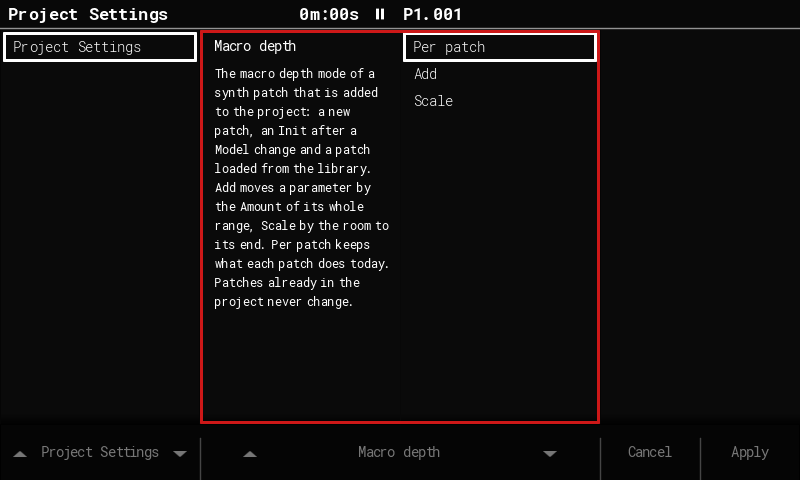 Project Settings 0m:00s P1.001
Project Settings
Macro depth
The macro depth mode of a
synth patch that is added
to the project: a new
patch, an Init after a
Model change and a patch
loaded from the library.
Add moves a parameter by
the Amount of its whole
range, Scale by the room to
its end. Per patch keeps
what each patch does today.
Patches already in the
project never change.
Per patch
Add
Scale
Project Settings
Macro depth
Cancel
Apply